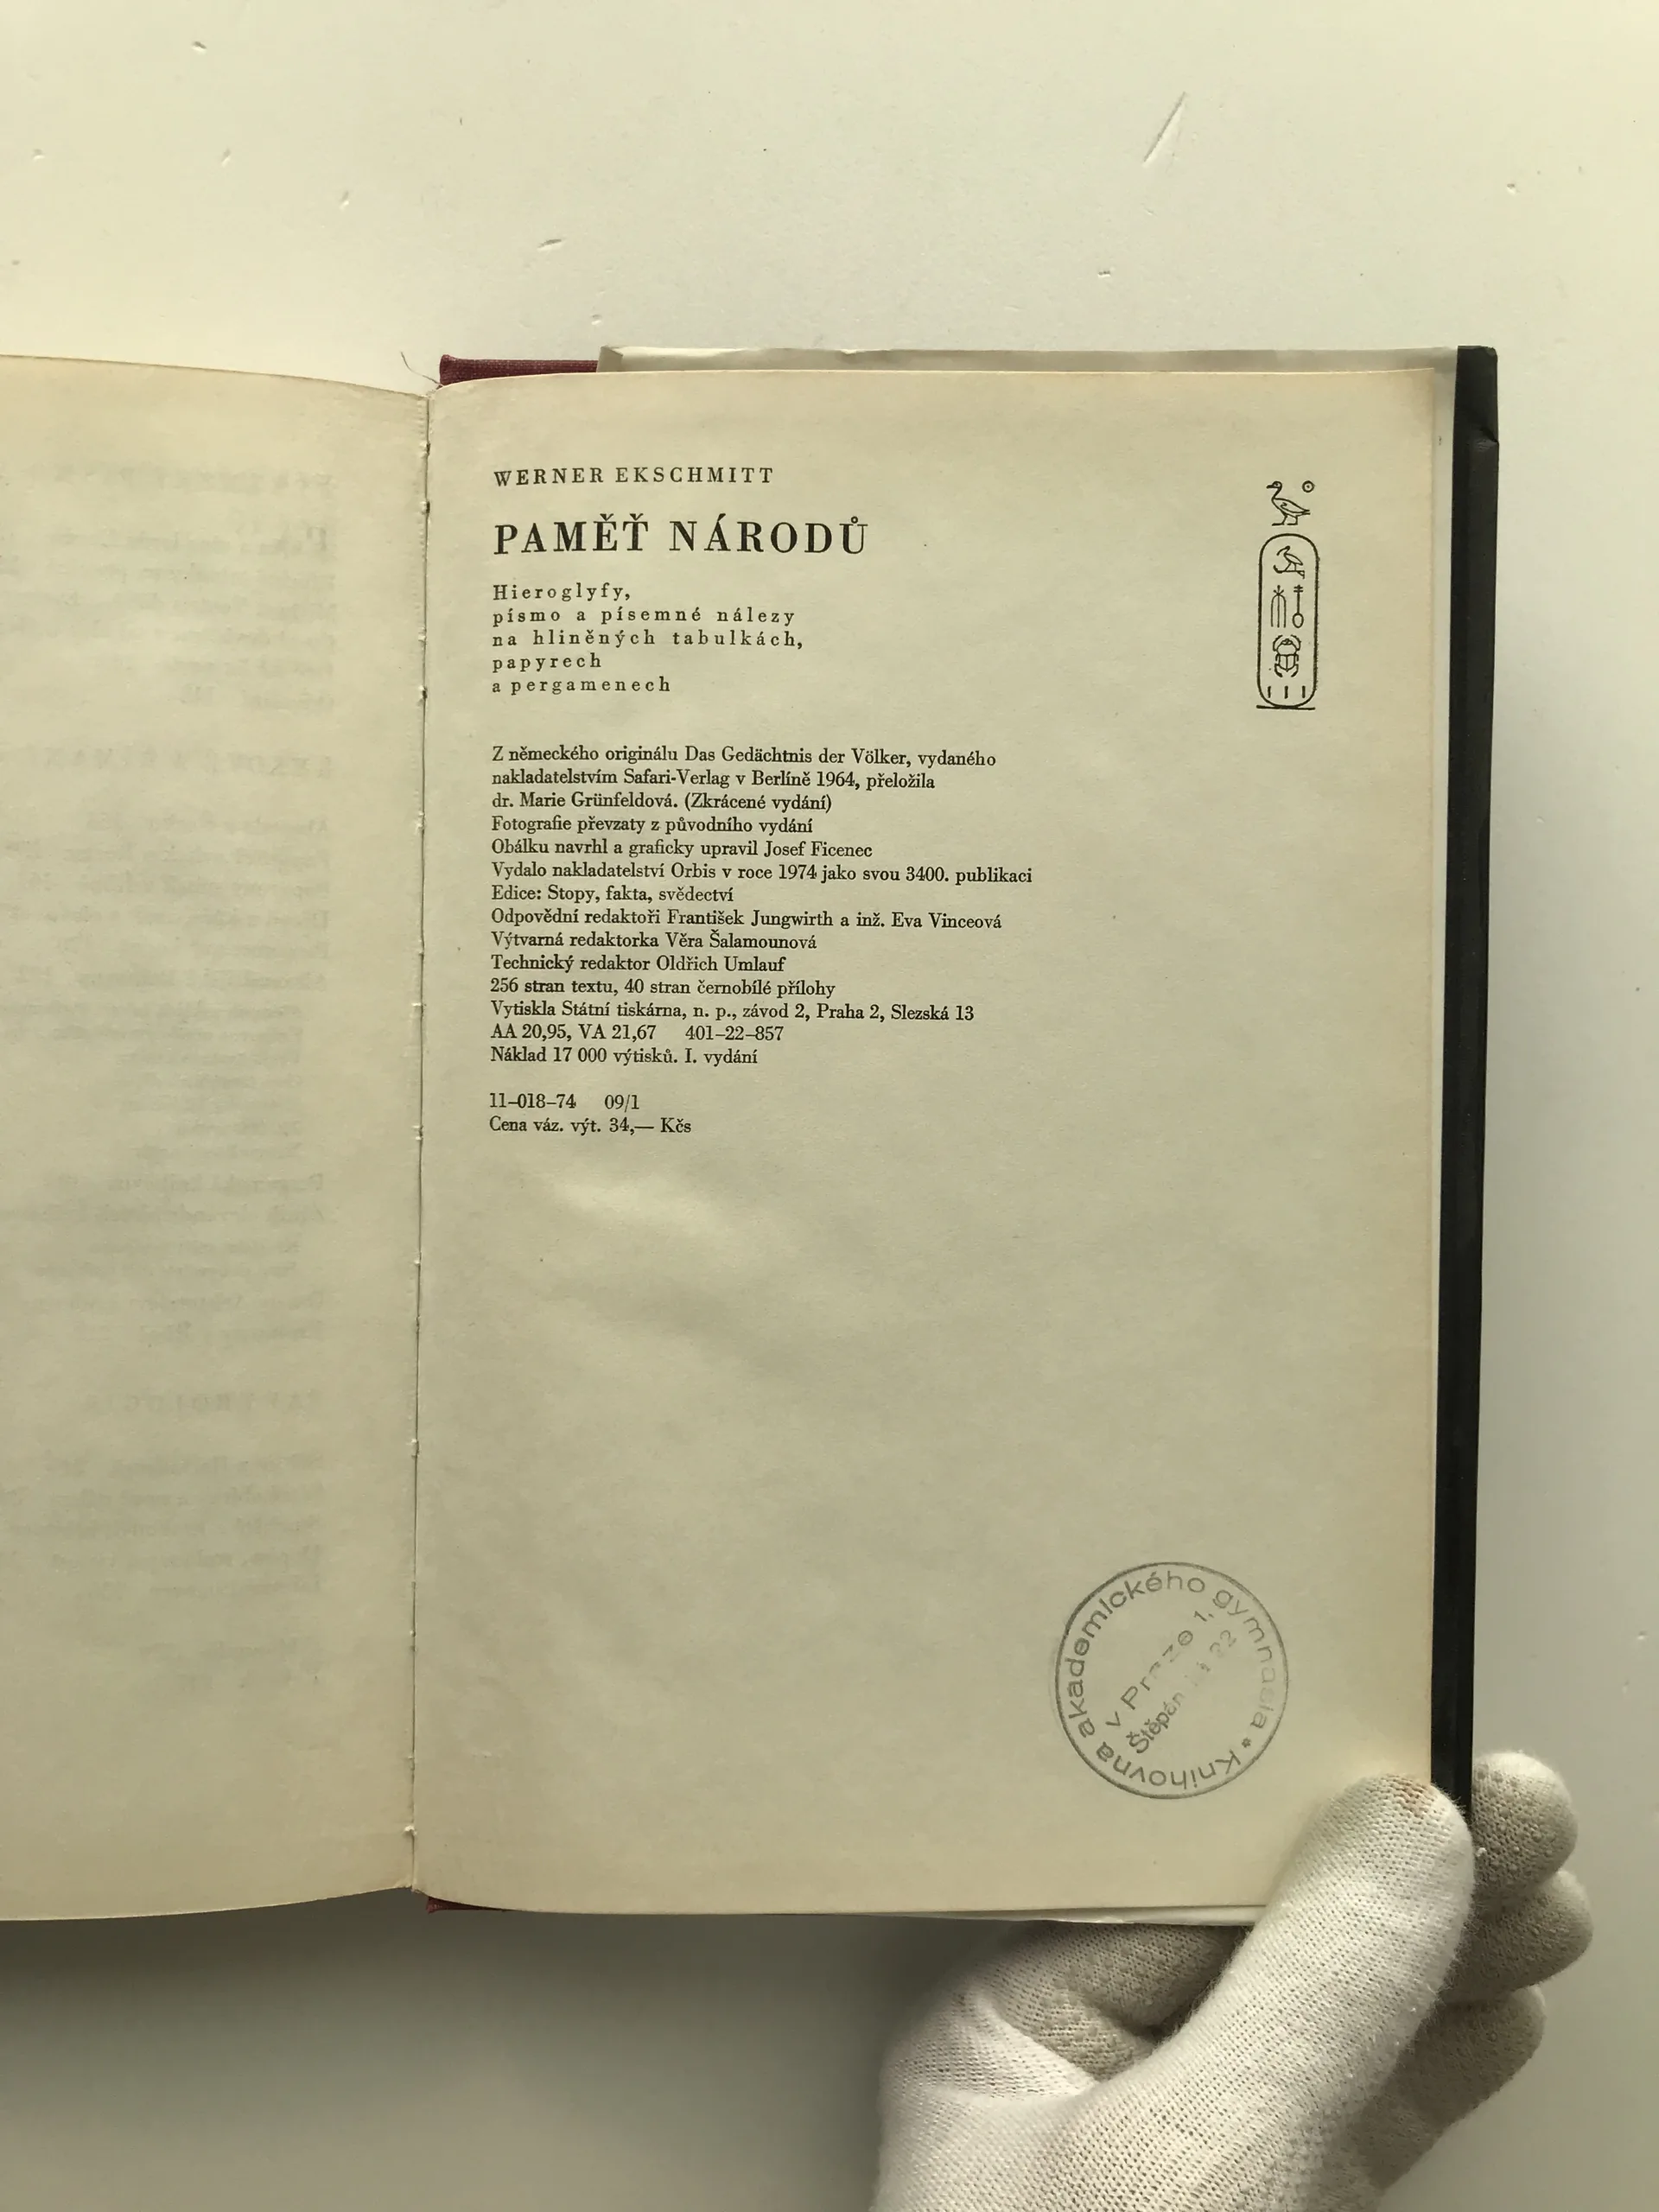 WERNER EKSCHMITT
PAMĚŤ NÁRODŮ
Hieroglyfy,
písmo a písemné nálezy
na hliněných tabulkách,
papyrech
a pergamenech
Z německého originálu Das Gedächtnis der Völker, vydaného
nakladatelstvím Safari-Verlag v Berlíně 1964, přeložila
dr. Marie Grünfeldová. (Zkrácené vydání)
Fotografie převzaty z původního vydání
Obálku navrhl a graficky upravil Josef Ficenec
Vydalo nakladatelství Orbis v roce 1974 jako svou 3400. publikaci
Edice: Stopy, fakta, svědectví
Odpovědní redaktoři František Jungwirth a inž. Eva Vinceová
Výtvarná redaktorka Věra Šalamounová
Technický redaktor Oldřich Umlauf
256 stran textu, 40 stran černobílé přílohy
Vytiskla Státní tiskárna, n. p., závod 2, Praha 2, Slezská 13
AA 20,95, VA 21,67 401–22–857
Náklad 17 000 výtisků. I. vydání
11–018–74 09/1
Cena váz. výt. 34,— Kčs
Knihovna akademického gymnasia *
v Praze 1,
22